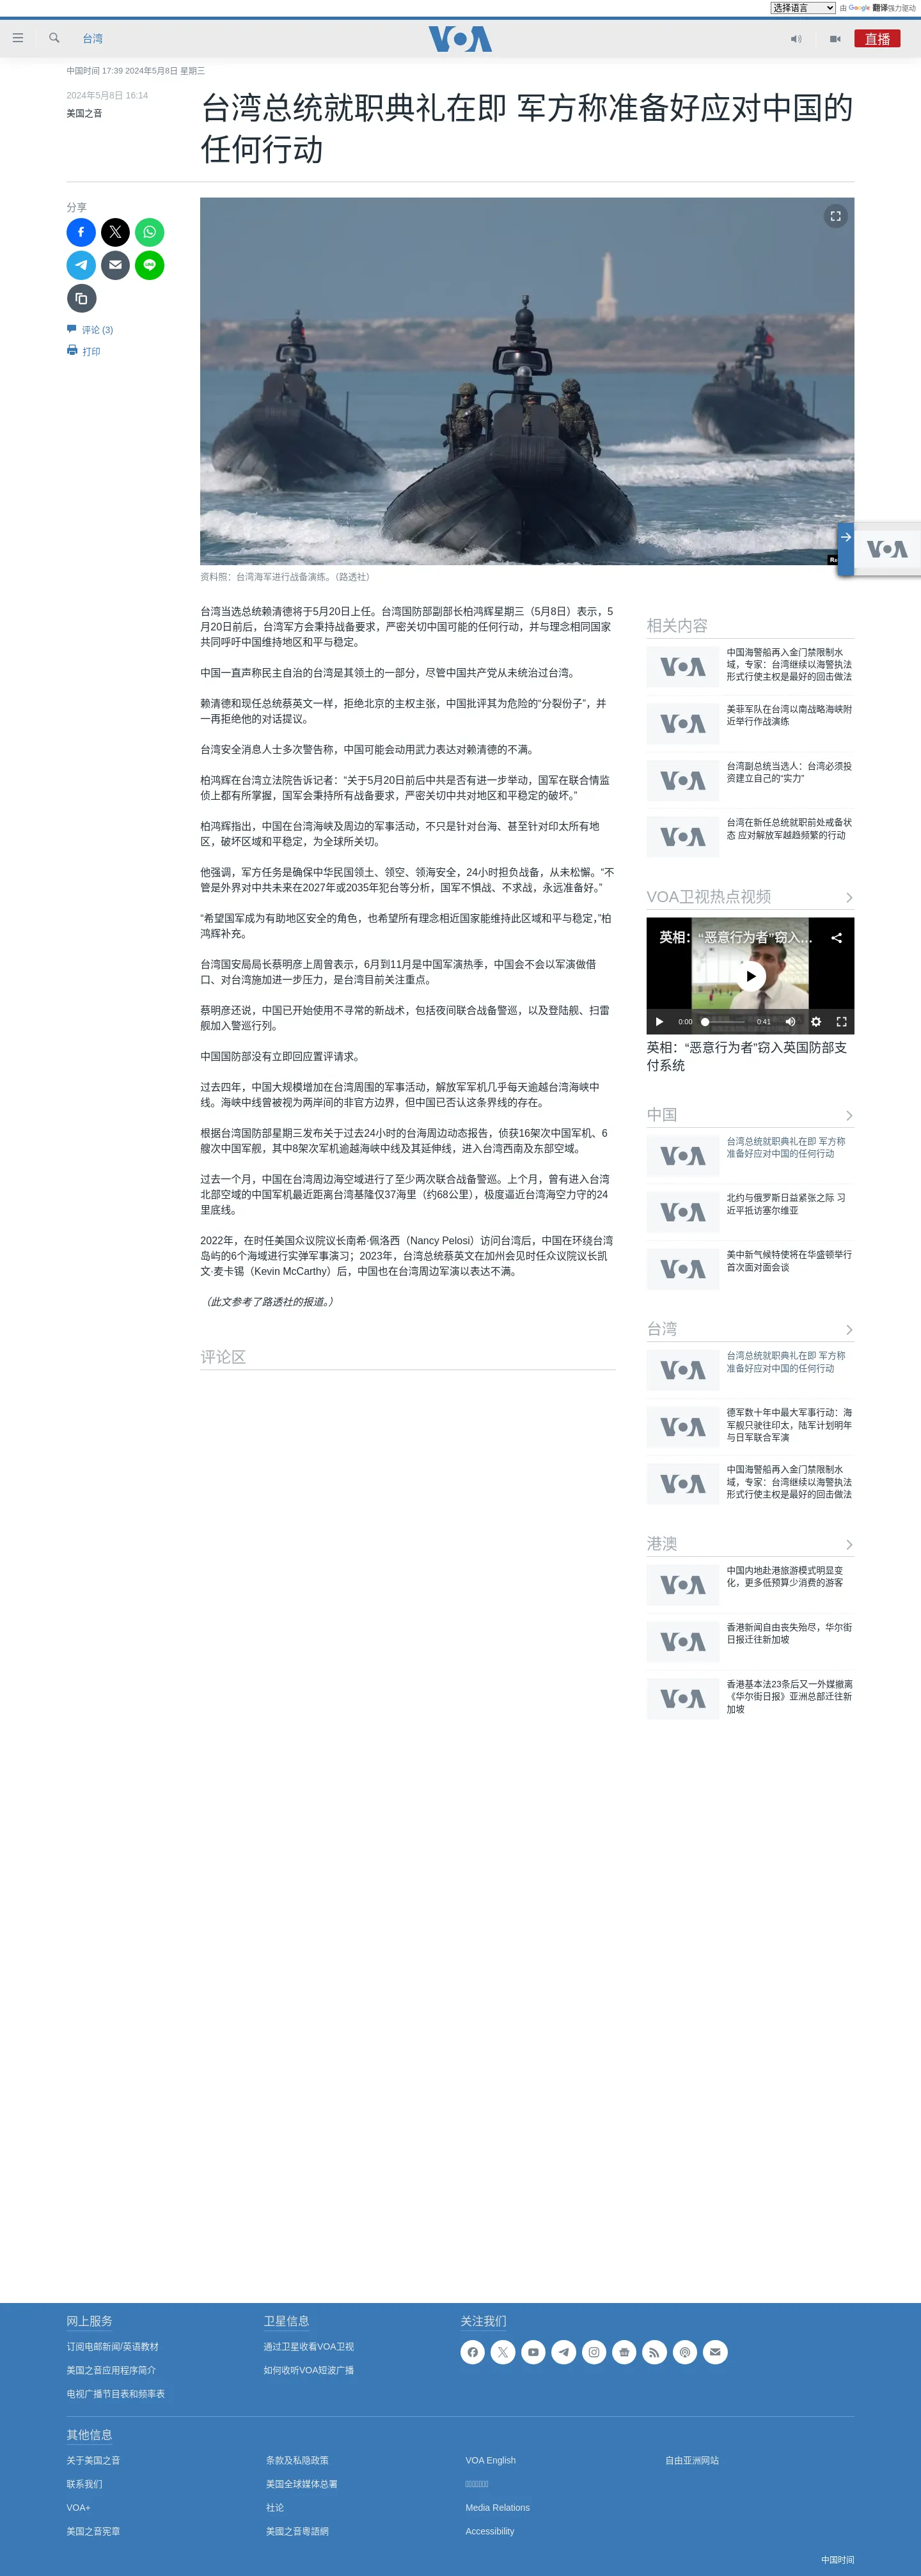 选择语言 由 Google 翻译强力驱动
台湾
VOA
直播
中国时间 17:39 2024年5月8日 星期三
2024年5月8日 16:14
美国之音
台湾总统就职典礼在即 军方称准备好应对中国的
任何行动
分享
评论 (3)
打印
资料照：台湾海军进行战备演练。（路透社）
台湾当选总统赖清德将于5月20日上任。台湾国防部副部长柏鸿辉星期三（5月8日）表示，5
月20日前后，台湾军方会秉持战备要求，严密关切中国可能的任何行动，并与理念相同国家
共同呼吁中国维持地区和平与稳定。
中国一直声称民主自治的台湾是其领土的一部分，尽管中国共产党从未统治过台湾。
赖清德和现任总统蔡英文一样，拒绝北京的主权主张，中国批评其为危险的“分裂份子”，并
一再拒绝他的对话提议。
台湾安全消息人士多次警告称，中国可能会动用武力表达对赖清德的不满。
柏鸿辉在台湾立法院告诉记者：“关于5月20日前后中共是否有进一步举动，国军在联合情监
侦上都有所掌握，国军会秉持所有战备要求，严密关切中共对地区和平稳定的破坏。”
柏鸿辉指出，中国在台湾海峡及周边的军事活动，不只是针对台海、甚至针对印太所有地
区，破坏区域和平稳定，为全球所关切。
他强调，军方任务是确保中华民国领土、领空、领海安全，24小时担负战备，从未松懈。“不
管是外界对中共未来在2027年或2035年犯台等分析，国军不惧战、不求战，永远准备好。”
“希望国军成为有助地区安全的角色，也希望所有理念相近国家能维持此区域和平与稳定，”柏
鸿辉补充。
台湾国安局局长蔡明彦上周曾表示，6月到11月是中国军演热季，中国会不会以军演做借
口、对台湾施加进一步压力，是台湾目前关注重点。
蔡明彦还说，中国已开始使用不寻常的新战术，包括夜间联合战备警巡，以及登陆舰、扫雷
舰加入警巡行列。
中国国防部没有立即回应置评请求。
过去四年，中国大规模增加在台湾周围的军事活动，解放军军机几乎每天逾越台湾海峡中
线。海峡中线曾被视为两岸间的非官方边界，但中国已否认这条界线的存在。
根据台湾国防部星期三发布关于过去24小时的台海周边动态报告，侦获16架次中国军机、6
艘次中国军舰，其中8架次军机逾越海峡中线及其延伸线，进入台湾西南及东部空域。
过去一个月，中国在台湾周边海空域进行了至少两次联合战备警巡。上个月，曾有进入台湾
北部空域的中国军机最近距离台湾基隆仅37海里（约68公里），极度逼近台湾海空力守的24
里底线。
2022年，在时任美国众议院议长南希·佩洛西（Nancy Pelosi）访问台湾后，中国在环绕台湾
岛屿的6个海域进行实弹军事演习；2023年，台湾总统蔡英文在加州会见时任众议院议长凯
文·麦卡锡（Kevin McCarthy）后，中国也在台湾周边军演以表达不满。
（此文参考了路透社的报道。）
评论区
VOA
相关内容
VOA
中国海警船再入金门禁限制水
域，专家：台湾继续以海警执法
形式行使主权是最好的回击做法
VOA
美菲军队在台湾以南战略海峡附
近举行作战演练
VOA
台湾副总统当选人：台湾必须投
资建立自己的“实力”
VOA
台湾在新任总统就职前处戒备状
态 应对解放军越趋频繁的行动
VOA卫视热点视频
英相：“恶意行为者”窃入...
0:00 0:41
英相：“恶意行为者”窃入英国防部支
付系统
中国
VOA
台湾总统就职典礼在即 军方称
准备好应对中国的任何行动
VOA
北约与俄罗斯日益紧张之际 习
近平抵访塞尔维亚
VOA
美中新气候特使将在华盛顿举行
首次面对面会谈
台湾
VOA
台湾总统就职典礼在即 军方称
准备好应对中国的任何行动
VOA
德军数十年中最大军事行动：海
军舰只驶往印太，陆军计划明年
与日军联合军演
VOA
中国海警船再入金门禁限制水
域，专家：台湾继续以海警执法
形式行使主权是最好的回击做法
港澳
VOA
中国内地赴港旅游模式明显变
化，更多低预算少消费的游客
VOA
香港新闻自由丧失殆尽，华尔街
日报迁往新加坡
VOA
香港基本法23条后又一外媒撤离
《华尔街日报》亚洲总部迁往新
加坡
网上服务 卫星信息 关注我们
订阅电邮新闻/英语教材 通过卫星收看VOA卫视
美国之音应用程序简介 如何收听VOA短波广播
电视广播节目表和频率表
其他信息
关于美国之音 条款及私隐政策 VOA English 自由亚洲网站
联系我们 美国全球媒体总署
VOA+ 社论 Media Relations
美国之音宪章 美國之音粵語網 Accessibility
中国时间